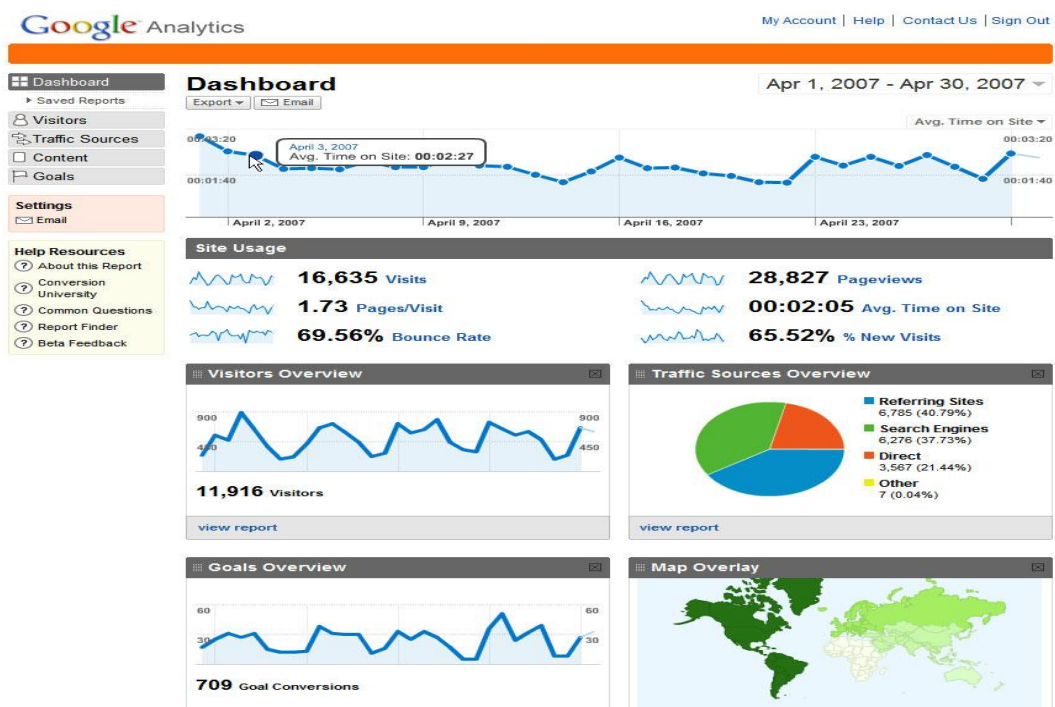 Google Analytics
My Account | Help | Contact Us | Sign Out
Dashboard
Saved Reports
Visitors
Traffic Sources
Content
Goals
Settings
Email
Help Resources
About this Report
Conversion
University
Common Questions
Report Finder
Beta Feedback
Dashboard
Apr 1, 2007 - Apr 30, 2007
Export
Email
Avg. Time on Site
00:03:20
00:03:20
April 3, 2007
Avg. Time on Site: 00:02:27
00:01:40
00:01:40
April 2, 2007
April 9, 2007
April 16, 2007
April 23, 2007
Site Usage
16,635 Visits
28,827 Pageviews
1.73 Pages/Visit
00:02:05 Avg. Time on Site
69.56% Bounce Rate
65.52% % New Visits
Visitors Overview
900
900
450
450
11,916 Visitors
view report
Traffic Sources Overview
Referring Sites
6,785 (40.79%)
Search Engines
6,276 (37.73%)
Direct
3,567 (21.44%)
Other
7 (0.04%)
view report
Goals Overview
60
60
30
30
709 Goal Conversions
Map Overlay